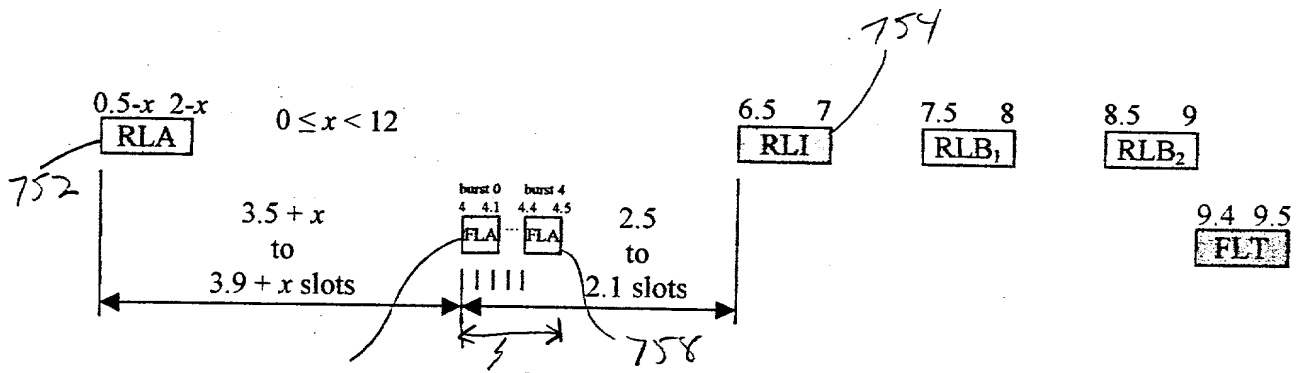 754
0.5-x 2-x
0 ≤ x < 12
6.5 7
7.5 8
8.5 9
RLA
RLI
RLB₁
RLB₂
752
burst 0 burst 4
4 4.1 4.4 4.5
FLA ... FLA
3.5 + x
to
3.9 + x slots
2.5
to
2.1 slots
9.4 9.5
FLT
758